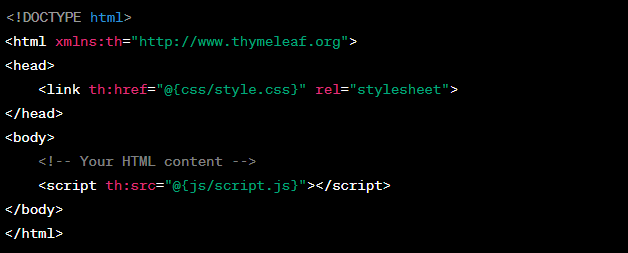 <!DOCTYPE html>
<html xmlns:th="http://www.thymeleaf.org">
<head>
    <link th:href="@{css/style.css}" rel="stylesheet">
</head>
<body>
    <!-- Your HTML content -->
    <script th:src="@{js/script.js}"></script>
</body>
</html>